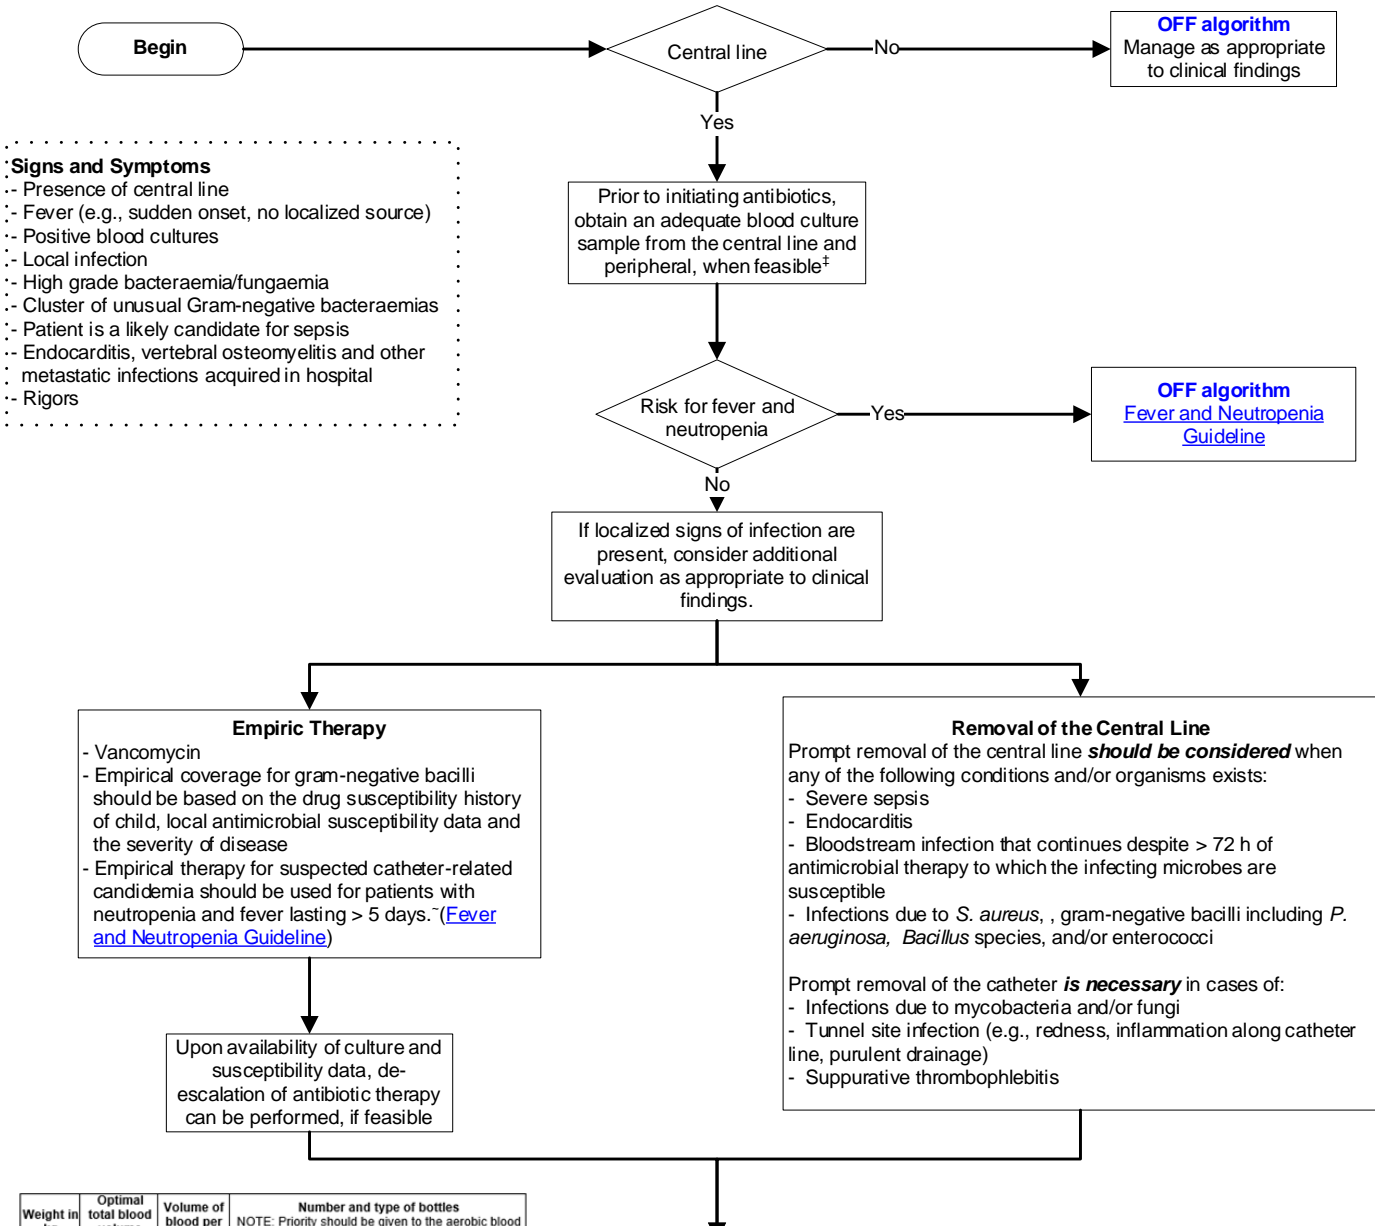 Begin
Central line
No
OFF algorithm
Manage as appropriate
to clinical findings
Yes
Signs and Symptoms
- Presence of central line
- Fever (e.g., sudden onset, no localized source)
- Positive blood cultures
- Local infection
- High grade bacteraemia/fungaemia
- Cluster of unusual Gram-negative bacteraemias
- Patient is a likely candidate for sepsis
- Endocarditis, vertebral osteomyelitis and other
metastatic infections acquired in hospital
- Rigors
Prior to initiating antibiotics,
obtain an adequate blood culture
sample from the central line and
peripheral, when feasible‡
Risk for fever and
neutropenia
Yes
OFF algorithm
Fever and Neutropenia
Guideline
No
If localized signs of infection are
present, consider additional
evaluation as appropriate to clinical
findings.
Empiric Therapy
- Vancomycin
- Empirical coverage for gram-negative bacilli
should be based on the drug susceptibility history
of child, local antimicrobial susceptibility data and
the severity of disease
- Empirical therapy for suspected catheter-related
candidemia should be used for patients with
neutropenia and fever lasting > 5 days.~(Fever
and Neutropenia Guideline)
Removal of the Central Line
Prompt removal of the central line should be considered when
any of the following conditions and/or organisms exists:
- Severe sepsis
- Endocarditis
- Bloodstream infection that continues despite > 72 h of
antimicrobial therapy to which the infecting microbes are
susceptible
- Infections due to S. aureus, , gram-negative bacilli including P.
aeruginosa, Bacillus species, and/or enterococci
Prompt removal of the catheter is necessary in cases of:
- Infections due to mycobacteria and/or fungi
- Tunnel site infection (e.g., redness, inflammation along catheter
line, purulent drainage)
- Suppurative thrombophlebitis
Upon availability of culture and
susceptibility data, de-
escalation of antibiotic therapy
can be performed, if feasible
Weight in
Optimal
total blood
Volume of
blood per
Number and type of bottles
NOTE: Priority should be given to the aerobic blood